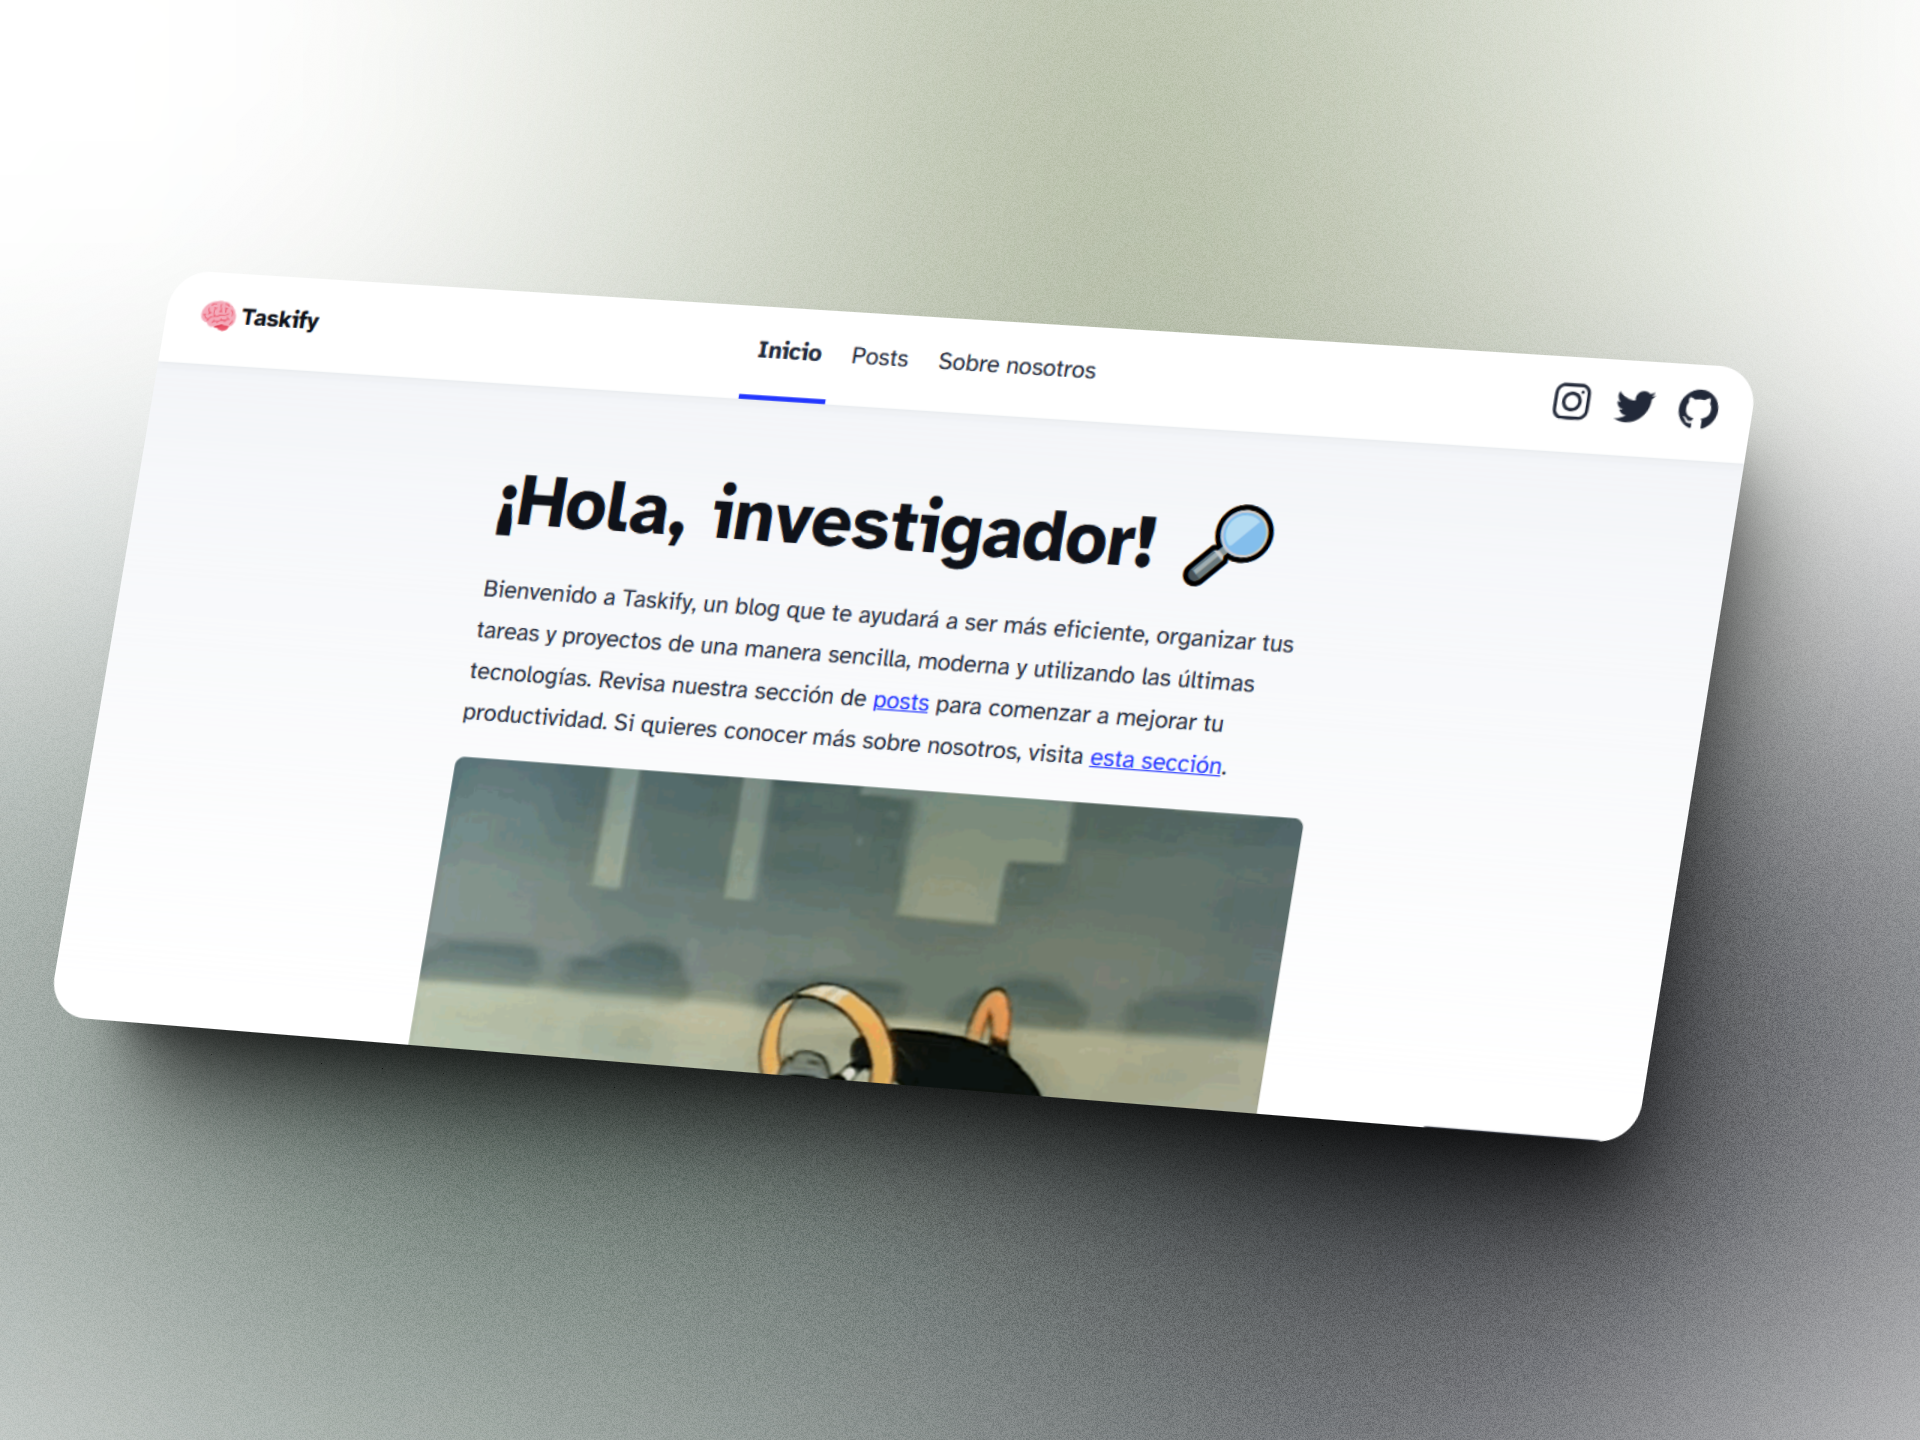 🧠 Taskify
Inicio Posts Sobre nosotros
¡Hola, investigador! 🔎
Bienvenido a Taskify, un blog que te ayudará a ser más eficiente, organizar tus
tareas y proyectos de una manera sencilla, moderna y utilizando las últimas
tecnologías. Revisa nuestra sección de posts para comenzar a mejorar tu
productividad. Si quieres conocer más sobre nosotros, visita esta sección.